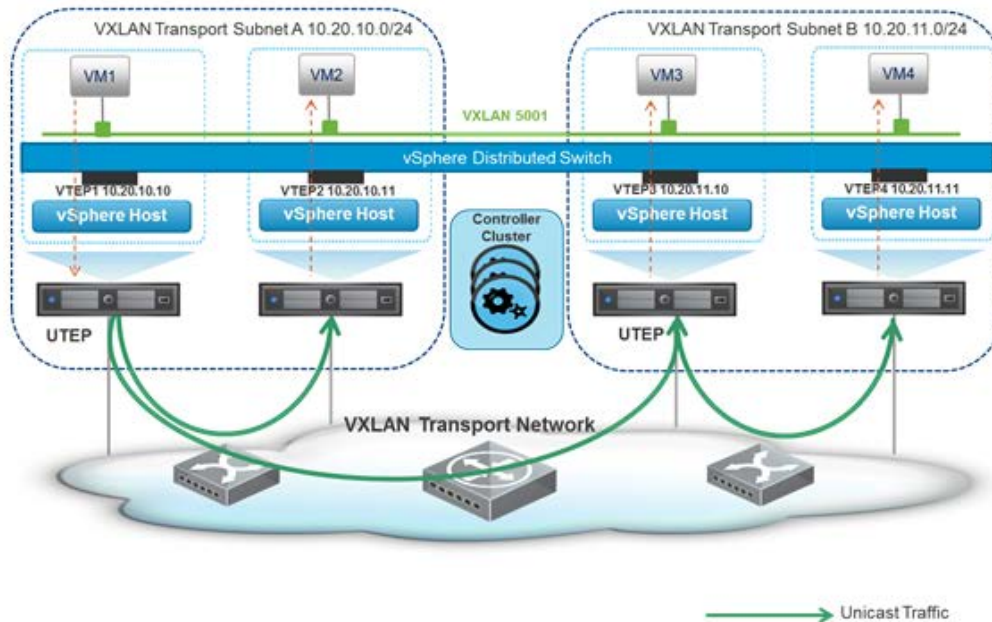 VXLAN Transport Subnet A 10.20.10.0/24
VXLAN Transport Subnet B 10.20.11.0/24
VM1
VM2
VM3
VM4
VXLAN 5001
vSphere Distributed Switch
VTEP1 10.20.10.10
VTEP2 10.20.10.11
VTEP3 10.20.11.10
VTEP4 10.20.11.11
vSphere Host
vSphere Host
vSphere Host
vSphere Host
Controller
Cluster
UTEP
UTEP
VXLAN Transport Network
Unicast Traffic